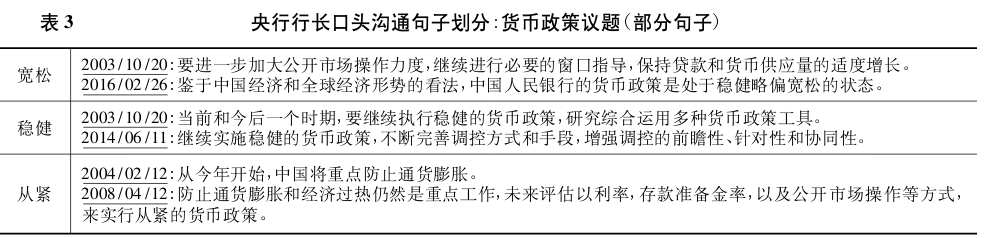 表 3 央行行长口头沟通句子划分:货币政策议题(部分句子)
宽松
2003/10/20:要进一步加大公开市场操作力度,继续进行必要的窗口指导,保持贷款和货币供应量的适度增长。
2016/02/26:鉴于中国经济和全球经济形势的看法,中国人民银行的货币政策是处于稳健略偏宽松的状态。
稳健
2003/10/20:当前和今后一个时期,要继续执行稳健的货币政策,研究综合运用多种货币政策工具。
2014/06/11:继续实施稳健的货币政策,不断完善调控方式和手段,增强调控的前瞻性、针对性和协同性。
从紧
2004/02/12:从今年开始,中国将重点防止通货膨胀。
2008/04/12:防止通货膨胀和经济过热仍然是重点工作,未来评估以利率,存款准备金率,以及公开市场操作等方式,
来实行从紧的货币政策。